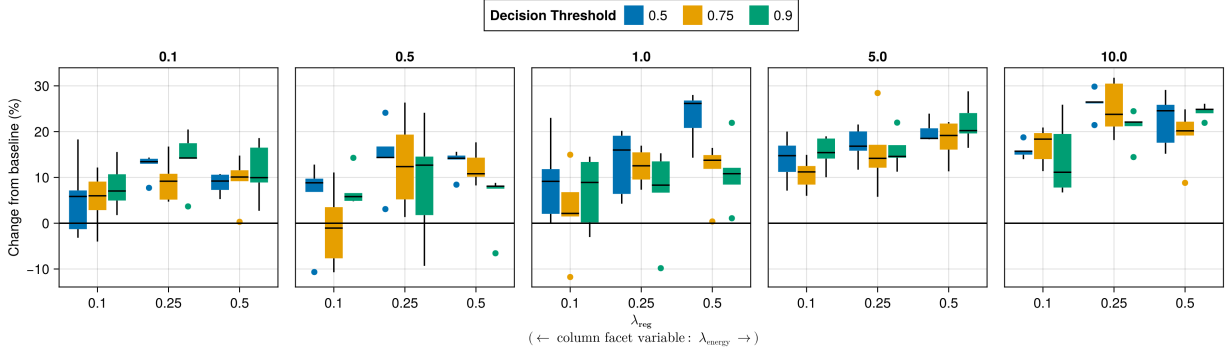 Decision Threshold 0.5 0.75 0.9
0.1 0.5 1.0 5.0 10.0
Change from baseline (%)
30
20
10
0
−10
0.1 0.25 0.5 0.1 0.25 0.5 0.1 0.25 0.5 0.1 0.25 0.5 0.1 0.25 0.5
λreg
(← column facet variable: λenergy →)